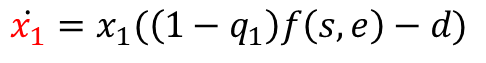 ẋ₁ = x₁((1 − q₁)f(s, e) − d)